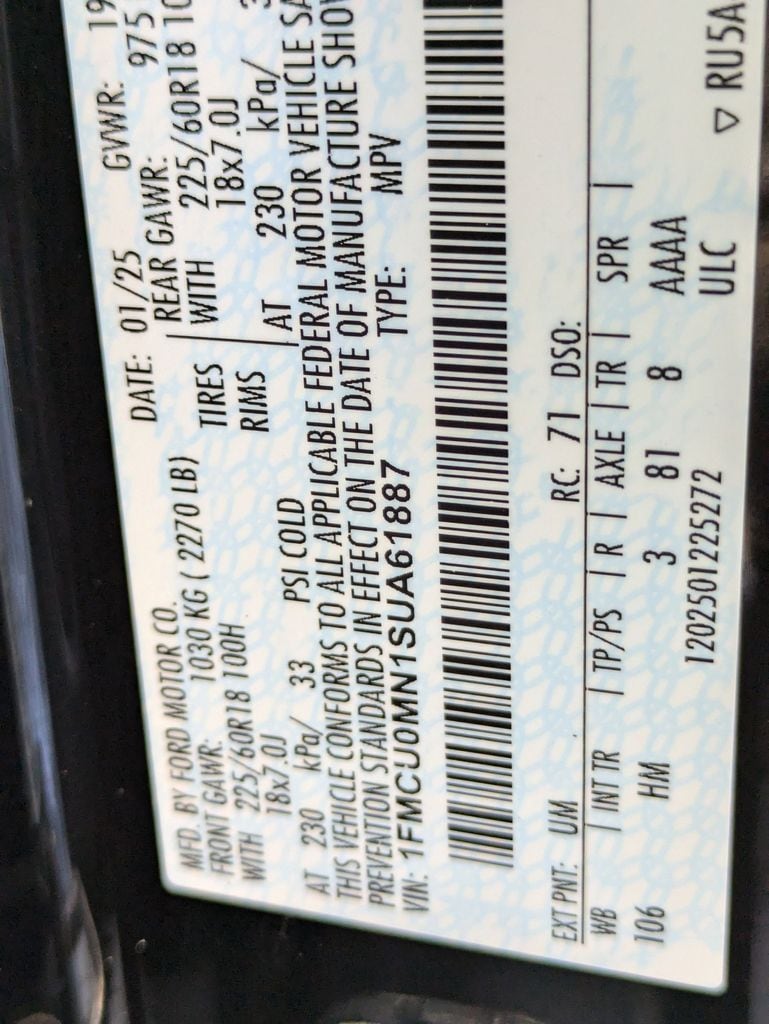 MFD. BY FORD MOTOR CO.
DATE: 01/25 GVWR:
FRONT GAWR: 1030 KG ( 2270 LB)
REAR GAWR: 975
WITH 225/60R18 100H TIRES WITH 225/60R18
18x7.0J RIMS 18x7.0J
AT 230 kPa/ 33 PSI COLD AT 230 kPa/
THIS VEHICLE CONFORMS TO ALL APPLICABLE FEDERAL MOTOR VEHICLE
PREVENTION STANDARDS IN EFFECT ON THE DATE OF MANUFACTURE
VIN: 1FMCU0MN1SUA61887 TYPE: MPV
EXT PNT: UM RC: 71 DSO:
WB | INT TR | TP/PS | R | AXLE | TR | SPR |
106 HM 3 81 8 AAAA
1202501225272 ULC ▽ RU5A